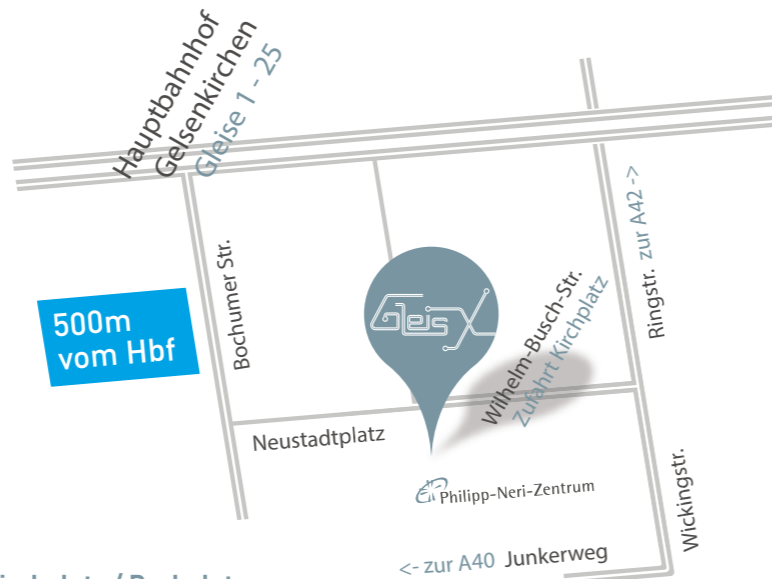 Hauptbahnhof
Gelsenkirchen
Gleise 1 - 25
500m
vom Hbf
Bochumer Str.
GleisX
Wilhelm-Busch-Str.
Zufahrt Kirchplatz
Ringstr. zur A42 ->
Neustadtplatz
Philipp-Neri-Zentrum
Wickingstr.
<- zur A40 Junkerweg